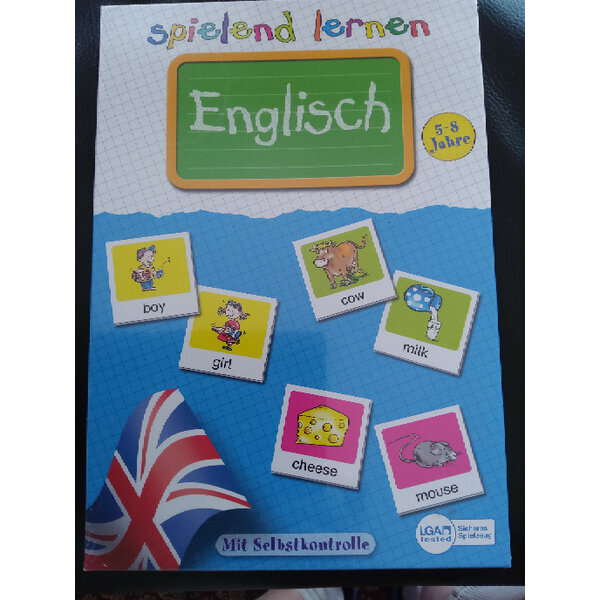 spielend lernen
Englisch
5-8
Jahre
boy
cow
girl
milk
cheese
mouse
Mit Selbstkontrolle
LGA
tested
Sicheres
Spielzeug